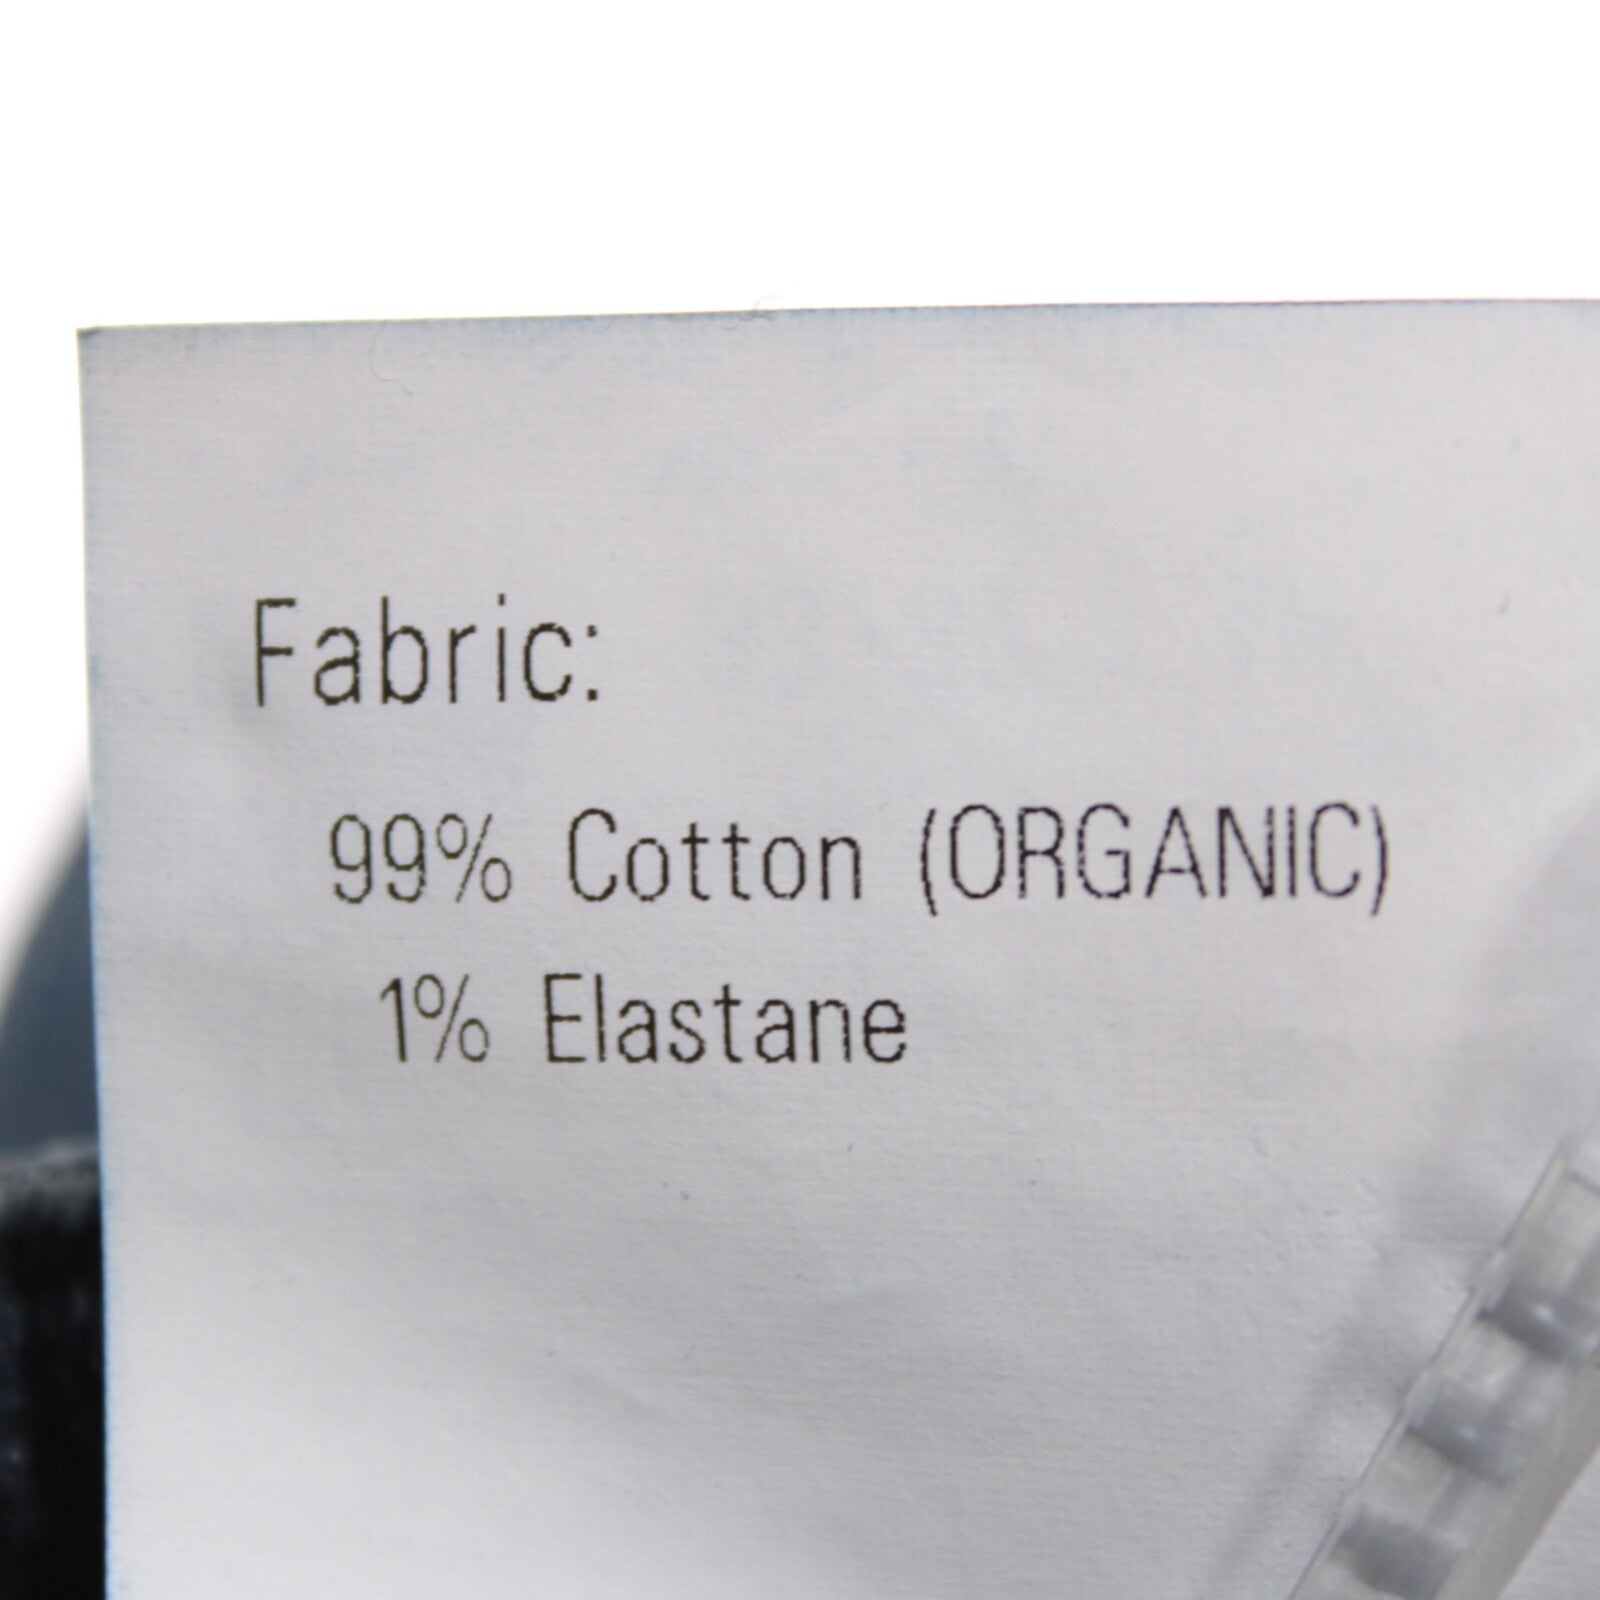 Fabric:
99% Cotton (ORGANIC)
1% Elastane